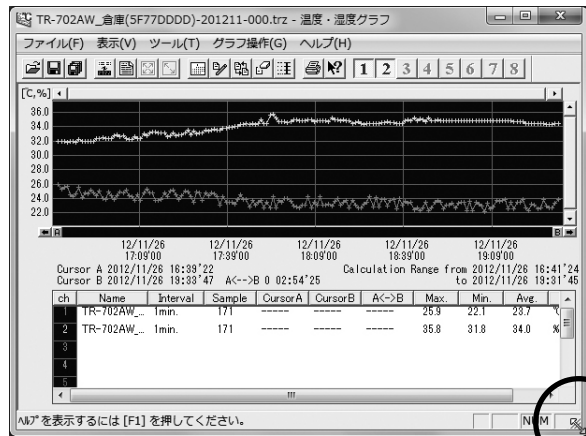 TR-702AW_倉庫(5F77DDDD)-201211-000.trz - 温度・湿度グラフ
ファイル(F) 表示(V) ツール(T) グラフ操作(G) ヘルプ(H)
1 2 3 4 5 6 7 8
[℃,%]
36.0
34.0
32.0
30.0
28.0
26.0
24.0
22.0
A B
12/11/26 12/11/26 12/11/26 12/11/26 12/11/26
17:09'00 17:39'00 18:09'00 18:39'00 19:09'00
Cursor A 2012/11/26 16:39'22 Calculation Range from 2012/11/26 16:41'24
Cursor B 2012/11/26 19:33'47 A<-->B 0 02:54'25 to 2012/11/26 19:31'45
ch Name Interval Sample CursorA CursorB A<->B Max. Min. Avg.
1 TR-702AW_... 1min. 171 ----- ----- ----- 25.9 22.1 23.7 ℃
2 TR-702AW_... 1min. 171 ----- ----- ----- 35.8 31.8 34.0 %
3
4
5
ヘルプを表示するには [F1] を押してください。 NUM